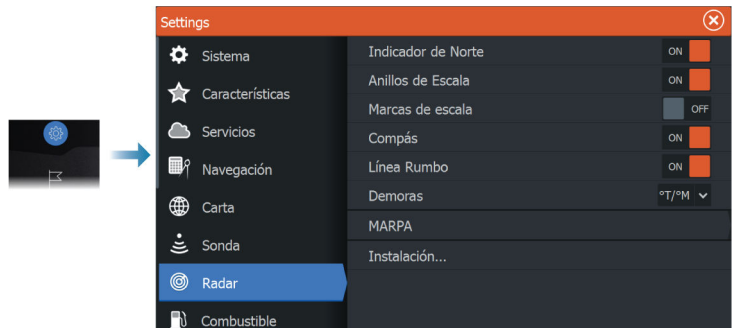 Settings
Sistema
Características
Servicios
Navegación
Carta
Sonda
Radar
Combustible
Indicador de Norte ON
Anillos de Escala ON
Marcas de escala OFF
Compás ON
Línea Rumbo ON
Demoras °T/°M
MARPA
Instalación...